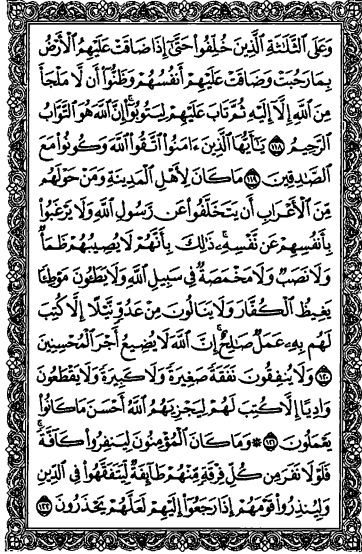 وَعَلَى ٱلثَّلَٰثَةِ ٱلَّذِينَ خُلِّفُوا۟ حَتَّىٰٓ إِذَا ضَاقَتْ عَلَيْهِمُ ٱلْأَرْضُ
بِمَا رَحُبَتْ وَضَاقَتْ عَلَيْهِمْ أَنفُسُهُمْ وَظَنُّوٓا۟ أَن لَّا مَلْجَأَ
مِنَ ٱللَّهِ إِلَّآ إِلَيْهِ ثُمَّ تَابَ عَلَيْهِمْ لِيَتُوبُوٓا۟ ۚ إِنَّ ٱللَّهَ هُوَ ٱلتَّوَّابُ
ٱلرَّحِيمُ ١١٨ يَٰٓأَيُّهَا ٱلَّذِينَ ءَامَنُوا۟ ٱتَّقُوا۟ ٱللَّهَ وَكُونُوا۟ مَعَ
ٱلصَّٰدِقِينَ ١١٩ مَا كَانَ لِأَهْلِ ٱلْمَدِينَةِ وَمَنْ حَوْلَهُم
مِّنَ ٱلْأَعْرَابِ أَن يَتَخَلَّفُوا۟ عَن رَّسُولِ ٱللَّهِ وَلَا يَرْغَبُوا۟
بِأَنفُسِهِمْ عَن نَّفْسِهِۦ ۚ ذَٰلِكَ بِأَنَّهُمْ لَا يُصِيبُهُمْ ظَمَأٌ
وَلَا نَصَبٌ وَلَا مَخْمَصَةٌ فِى سَبِيلِ ٱللَّهِ وَلَا يَطَـُٔونَ مَوْطِئًا
يَغِيظُ ٱلْكُفَّارَ وَلَا يَنَالُونَ مِنْ عَدُوٍّ نَّيْلًا إِلَّا كُتِبَ
لَهُم بِهِۦ عَمَلٌ صَٰلِحٌ ۚ إِنَّ ٱللَّهَ لَا يُضِيعُ أَجْرَ ٱلْمُحْسِنِينَ
١٢٠ وَلَا يُنفِقُونَ نَفَقَةً صَغِيرَةً وَلَا كَبِيرَةً وَلَا يَقْطَعُونَ
وَادِيًا إِلَّا كُتِبَ لَهُمْ لِيَجْزِيَهُمُ ٱللَّهُ أَحْسَنَ مَا كَانُوا۟
يَعْمَلُونَ ١٢١ ۞ وَمَا كَانَ ٱلْمُؤْمِنُونَ لِيَنفِرُوا۟ كَآفَّةً ۚ
فَلَوْلَا نَفَرَ مِن كُلِّ فِرْقَةٍ مِّنْهُمْ طَآئِفَةٌ لِّيَتَفَقَّهُوا۟ فِى ٱلدِّينِ
وَلِيُنذِرُوا۟ قَوْمَهُمْ إِذَا رَجَعُوٓا۟ إِلَيْهِمْ لَعَلَّهُمْ يَحْذَرُونَ ١٢٢